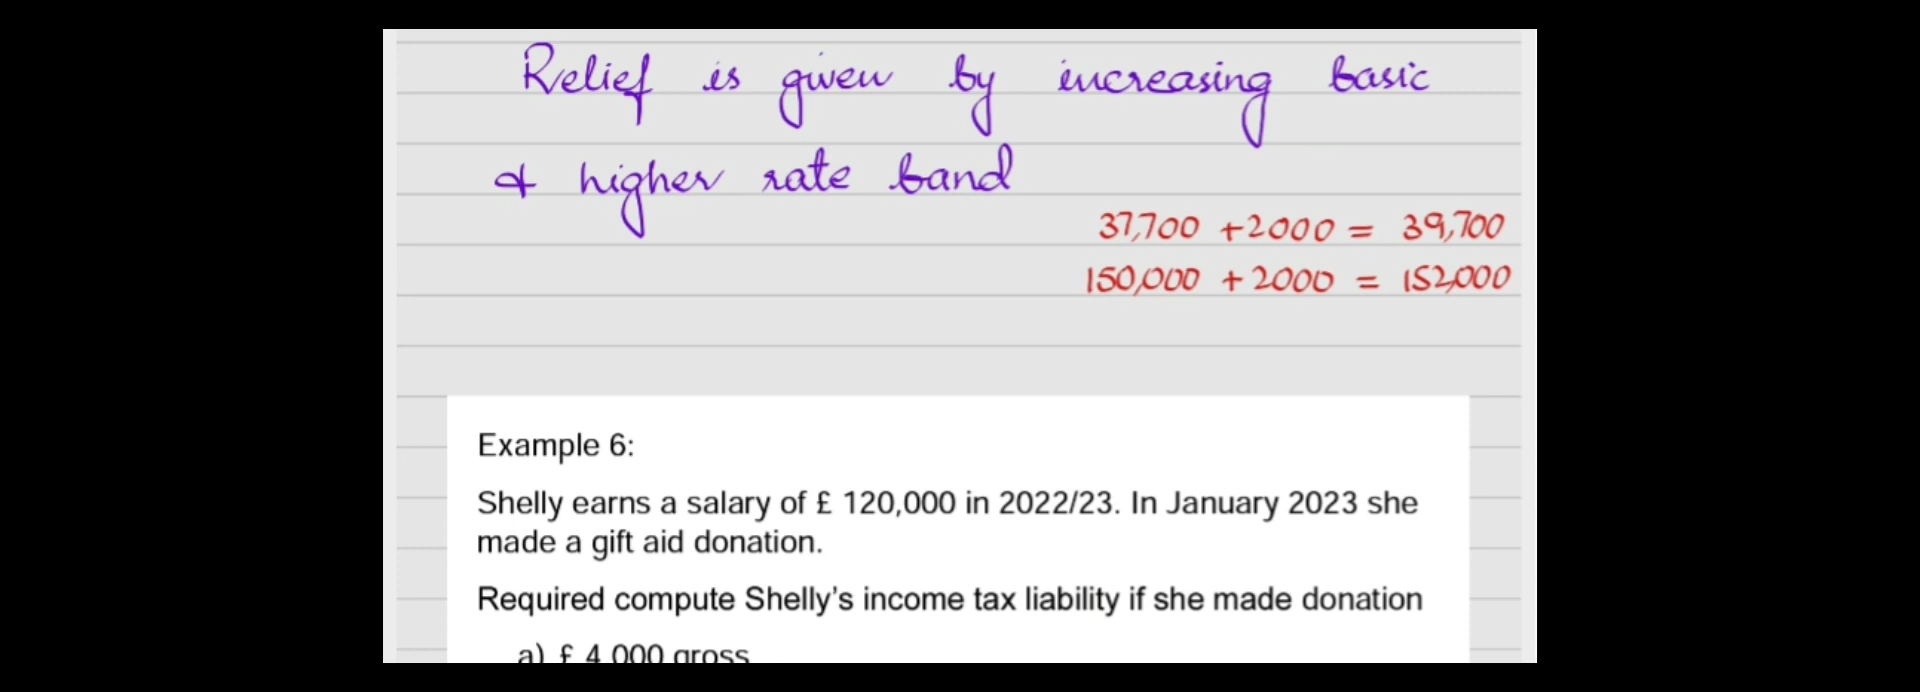 Relief is given by increasing basic
& higher rate band
37,700 + 2000 = 39,700
150,000 + 2000 = 152,000
Example 6:
Shelly earns a salary of £ 120,000 in 2022/23. In January 2023 she
made a gift aid donation.
Required compute Shelly’s income tax liability if she made donation
a) £ 4 000 gross